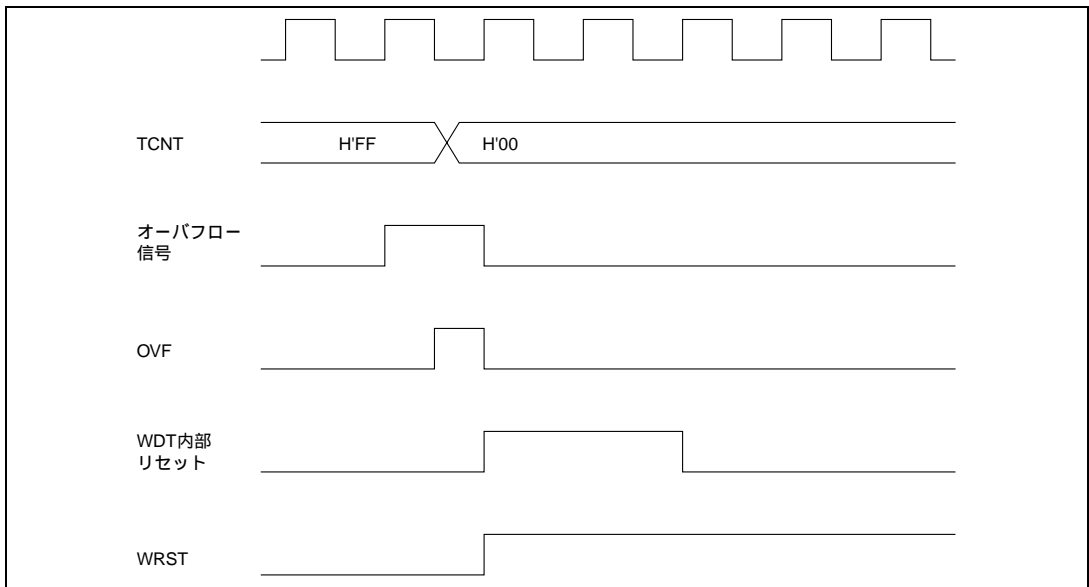 TCNT
H'FF
H'00
オーバフロー
信号
OVF
WDT内部
リセット
WRST